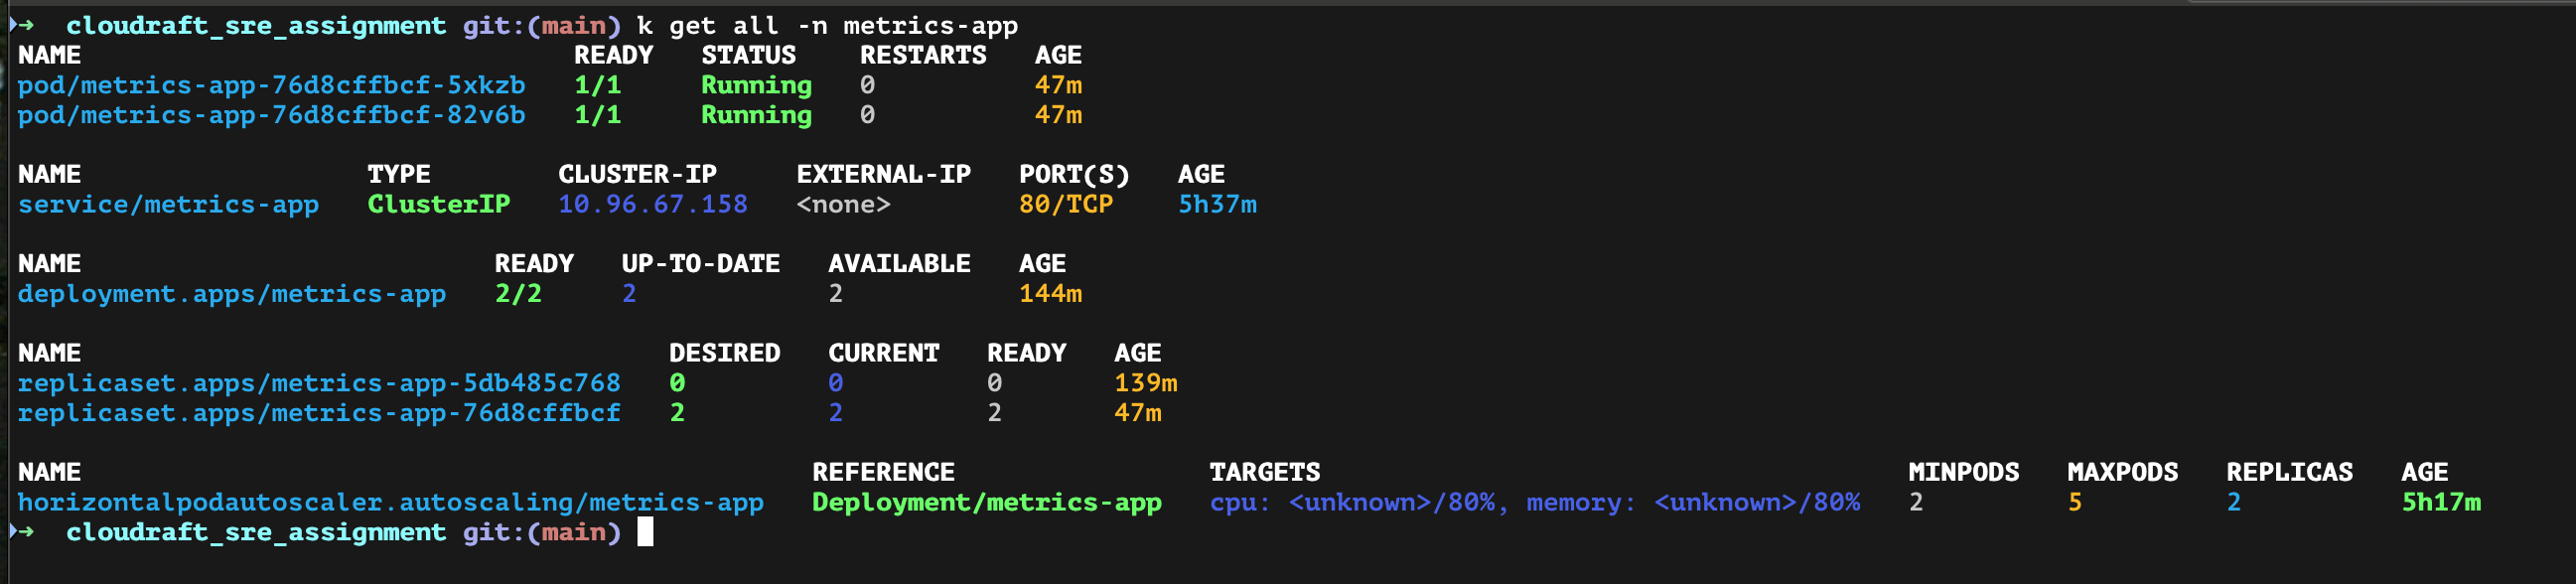 ➜  cloudraft_sre_assignment git:(main) k get all -n metrics-app
NAME                               READY   STATUS    RESTARTS   AGE
pod/metrics-app-76d8cffbcf-5xkzb   1/1     Running   0          47m
pod/metrics-app-76d8cffbcf-82v6b   1/1     Running   0          47m

NAME                  TYPE        CLUSTER-IP     EXTERNAL-IP   PORT(S)   AGE
service/metrics-app   ClusterIP   10.96.67.158   <none>        80/TCP    5h37m

NAME                          READY   UP-TO-DATE   AVAILABLE   AGE
deployment.apps/metrics-app   2/2     2            2           144m

NAME                                     DESIRED   CURRENT   READY   AGE
replicaset.apps/metrics-app-5db485c768   0         0         0       139m
replicaset.apps/metrics-app-76d8cffbcf   2         2         2       47m

NAME                                              REFERENCE                TARGETS                                     MINPODS   MAXPODS   REPLICAS   AGE
horizontalpodautoscaler.autoscaling/metrics-app   Deployment/metrics-app   cpu: <unknown>/80%, memory: <unknown>/80%   2         5         2          5h17m
➜  cloudraft_sre_assignment git:(main)